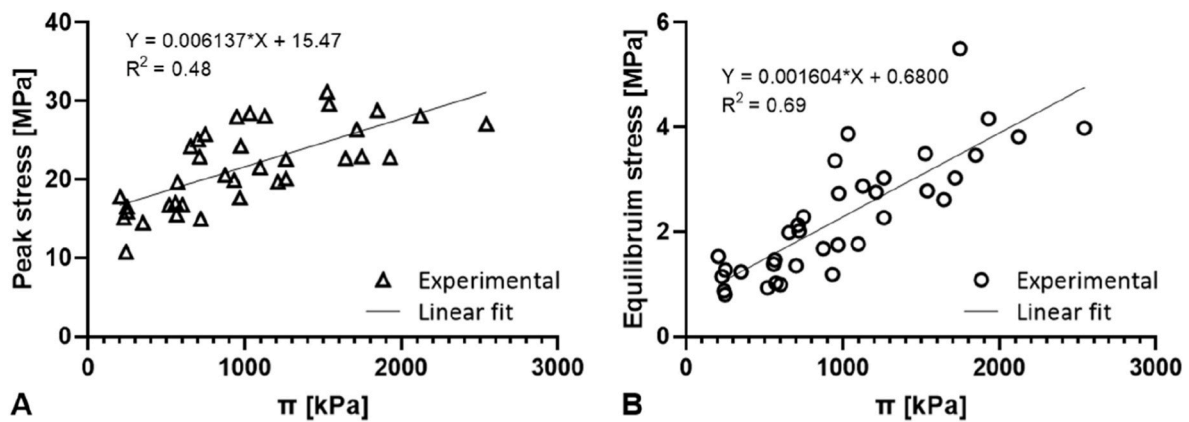 40
30
20
10
0
Peak stress [MPa]
Y = 0.006137*X + 15.47
R2 = 0.48
Experimental
Linear fit
0 1000 2000 3000
A π [kPa]
6
4
2
0
Equilibruim stress [MPa]
Y = 0.001604*X + 0.6800
R2 = 0.69
Experimental
Linear fit
0 1000 2000 3000
B π [kPa]